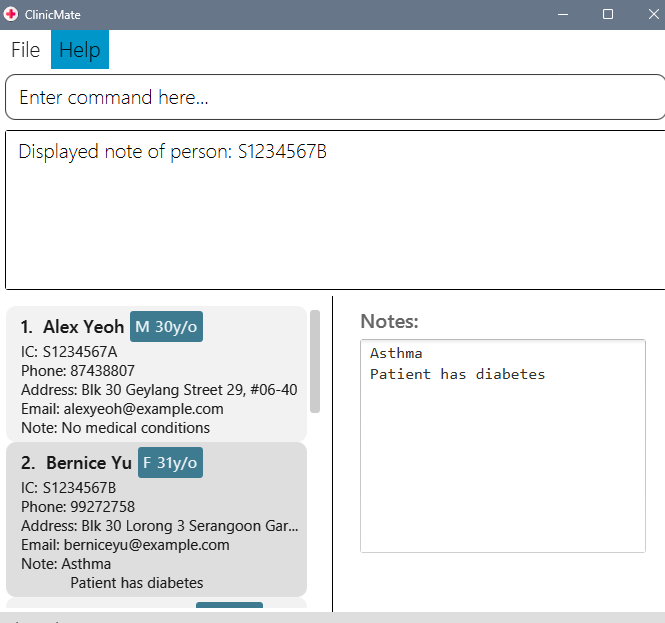 ClinicMate
File Help
Enter command here...
Displayed note of person: S1234567B
1. Alex Yeoh M 30y/o
IC: S1234567A
Phone: 87438807
Address: Blk 30 Geylang Street 29, #06-40
Email: alexyeoh@example.com
Note: No medical conditions
2. Bernice Yu F 31y/o
IC: S1234567B
Phone: 99272758
Address: Blk 30 Lorong 3 Serangoon Gar...
Email: berniceyu@example.com
Note: Asthma
Patient has diabetes
Notes:
Asthma
Patient has diabetes